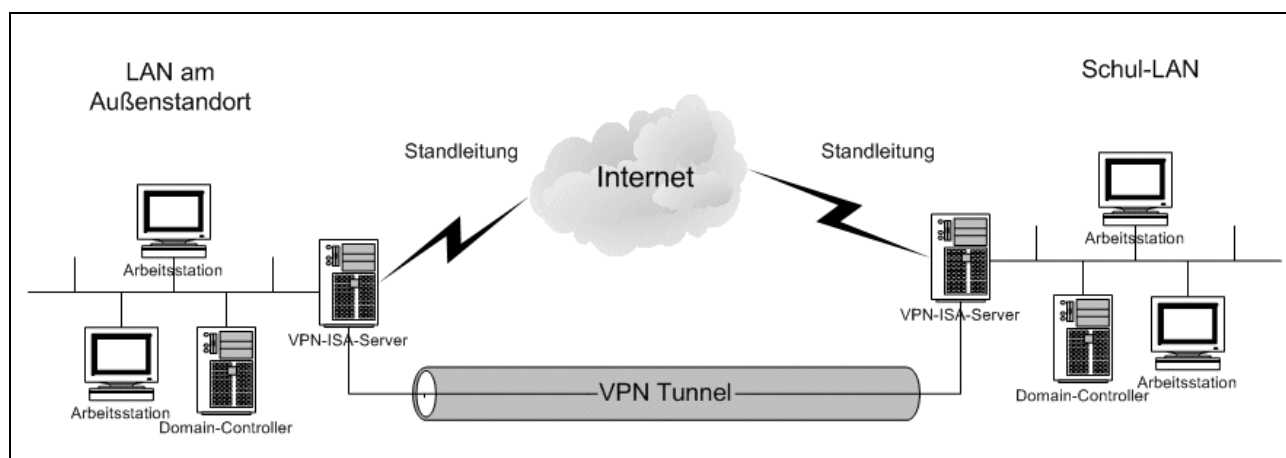 LAN am
Außenstandort
Schul-LAN
Standleitung
Internet
Standleitung
Arbeitsstation
VPN-ISA-Server
Arbeitsstation
Domain-Controller
VPN Tunnel
Arbeitsstation
VPN-ISA-Server
Domain-Controller
Arbeitsstation